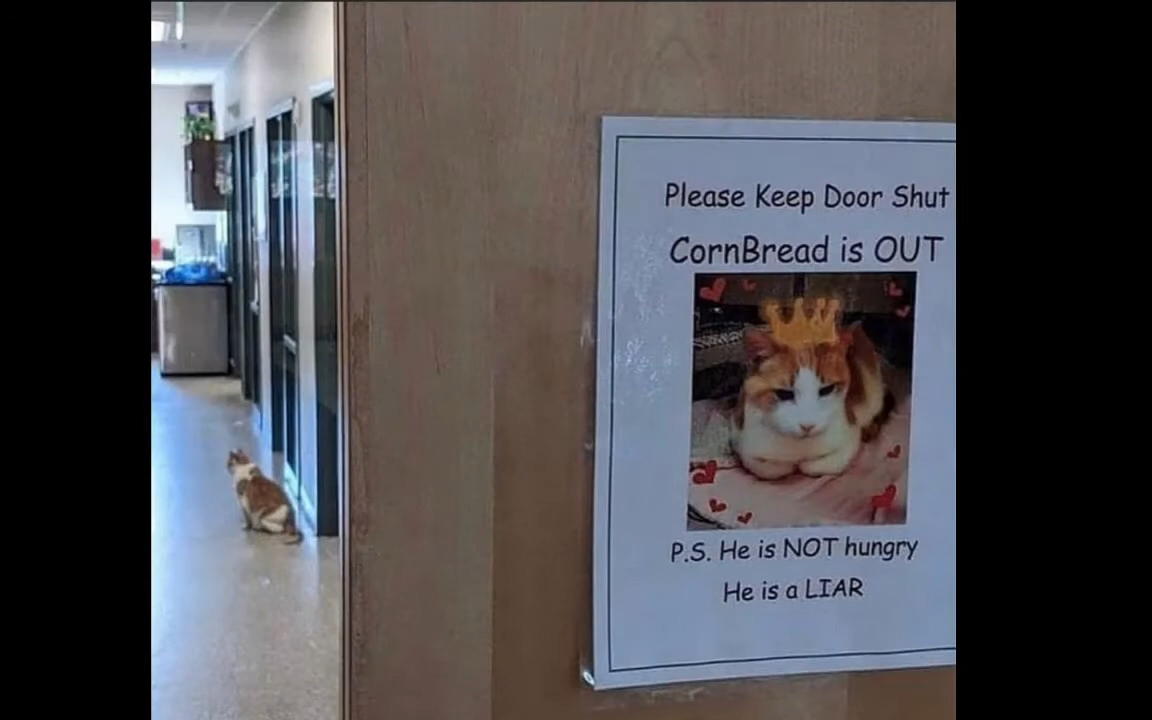 Please Keep Door Shut
CornBread is OUT
P.S. He is NOT hungry
He is a LIAR